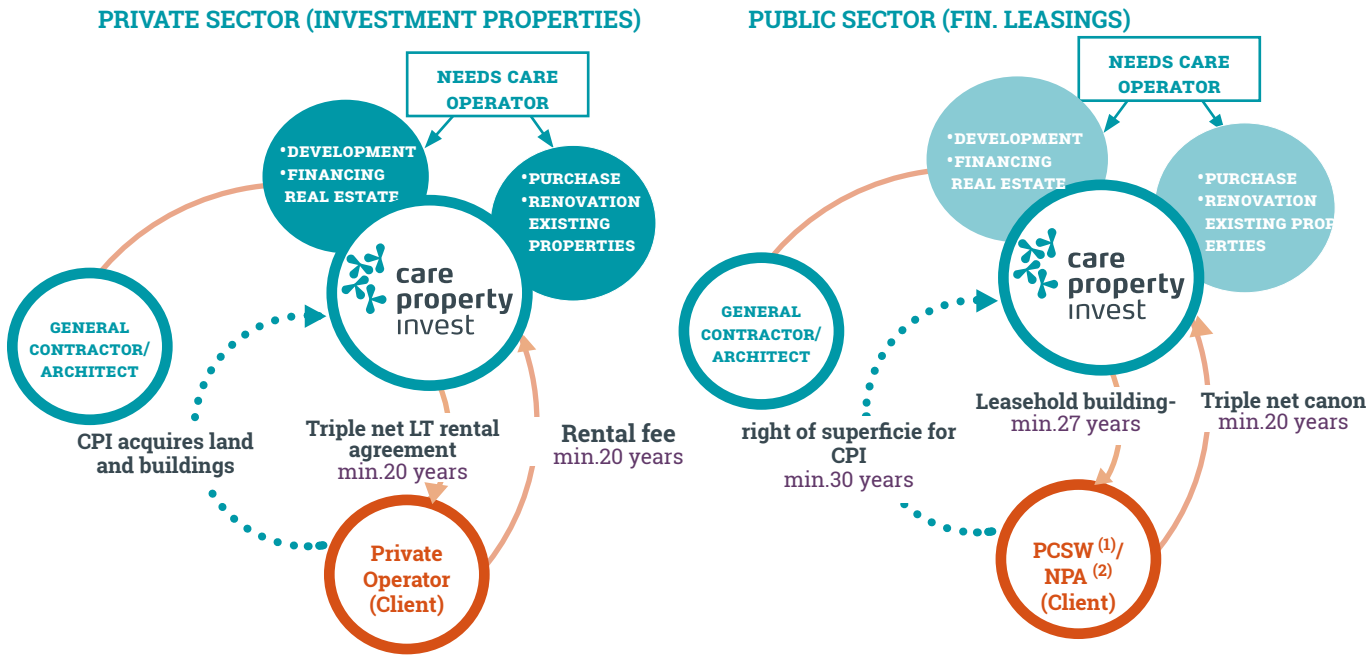 PRIVATE SECTOR (INVESTMENT PROPERTIES)
NEEDS CARE
OPERATOR
•DEVELOPMENT
•FINANCING
REAL ESTATE
•PURCHASE
•RENOVATION
EXISTING
PROPERTIES
care
property
invest
GENERAL
CONTRACTOR/
ARCHITECT
CPI acquires land
and buildings
Triple net LT rental
agreement
min.20 years
Rental fee
min.20 years
Private
Operator
(Client)
PUBLIC SECTOR (FIN. LEASINGS)
NEEDS CARE
OPERATOR
•DEVELOPMENT
•FINANCING
REAL ESTATE
•PURCHASE
•RENOVATION
EXISTING PROP
ERTIES
care
property
invest
GENERAL
CONTRACTOR/
ARCHITECT
right of superficie for
CPI
min.30 years
Leasehold building-
min.27 years
Triple net canon
min.20 years
PCSW (1)/
NPA (2)
(Client)